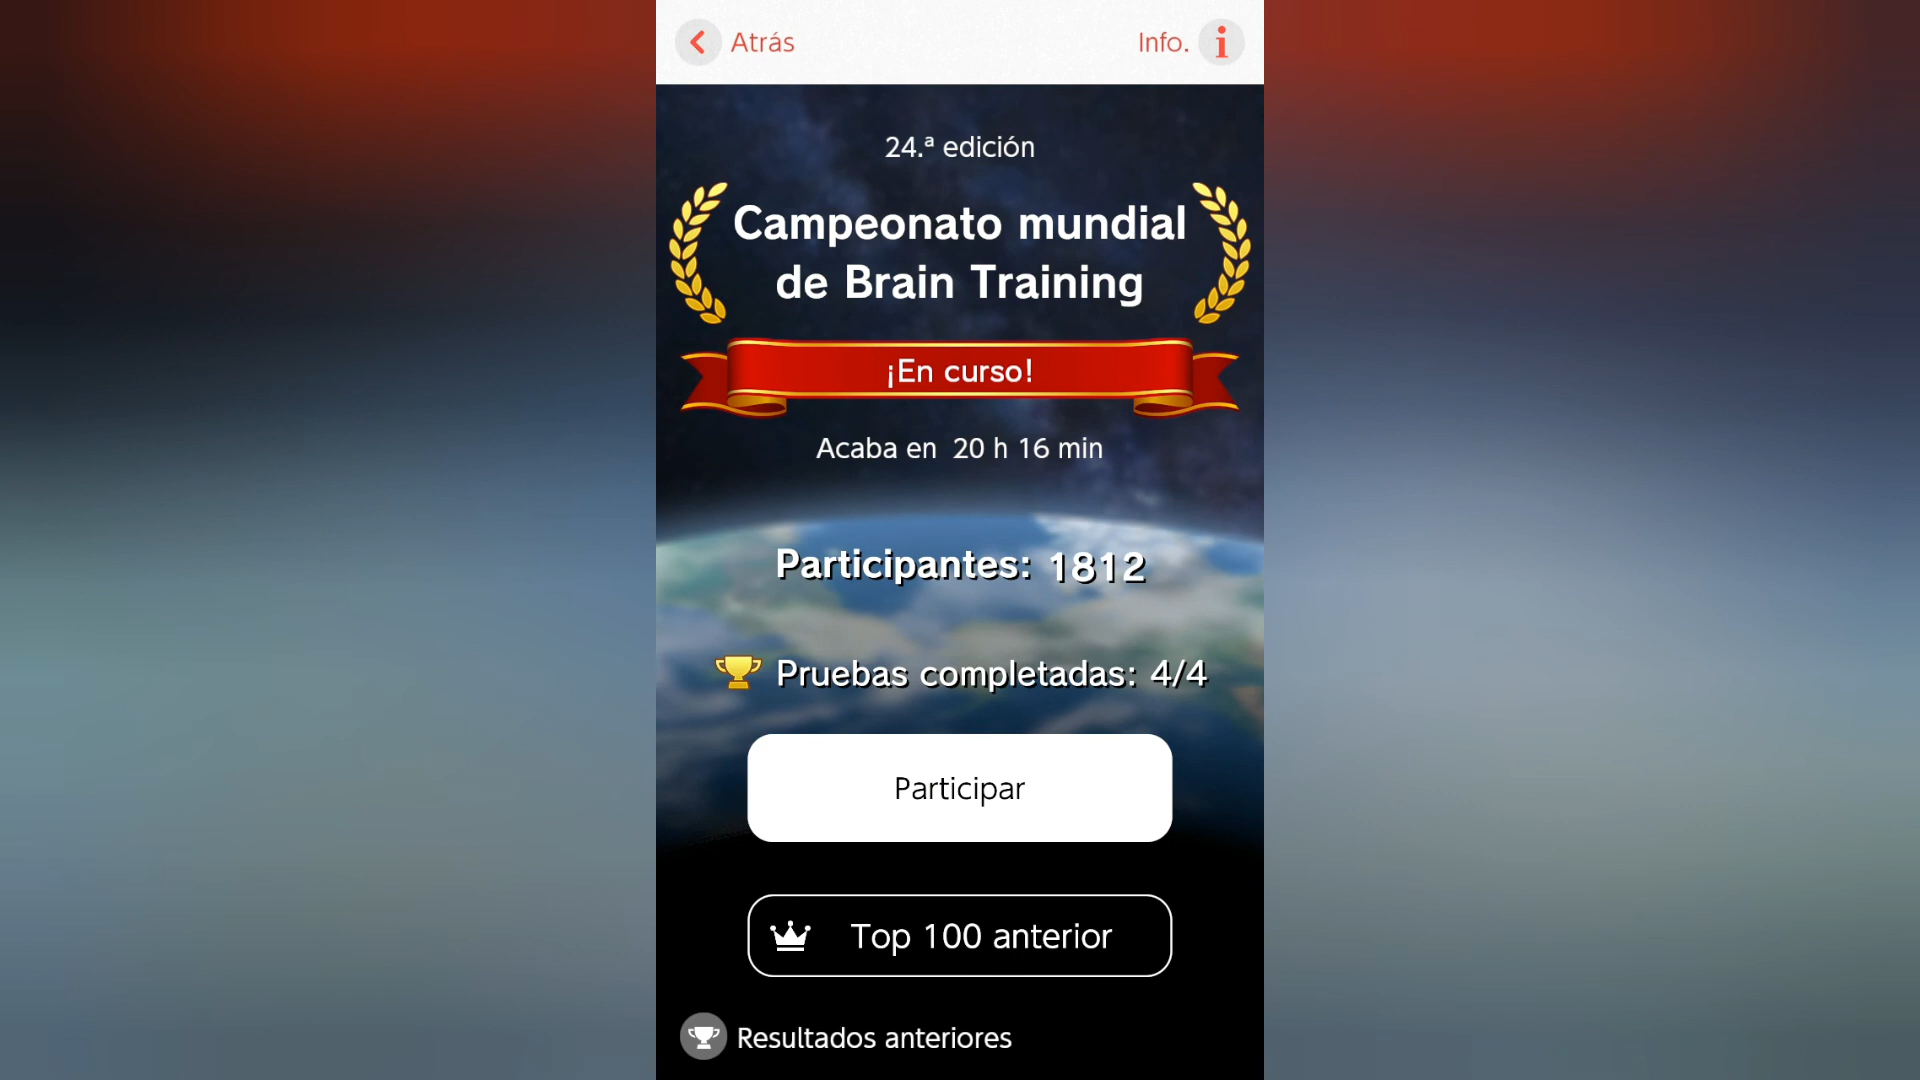 Atrás
Info.
24.ª edición
Campeonato mundial
de Brain Training
¡En curso!
Acaba en 20 h 16 min
Participantes: 1812
Pruebas completadas: 4/4
Participar
Top 100 anterior
Resultados anteriores